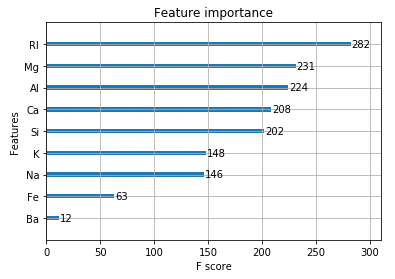 Feature importance
RI 282
Mg 231
Al 224
Ca 208
Si 202
K 148
Na 146
Fe 63
Ba 12
0 50 100 150 200 250 300
F score
Features